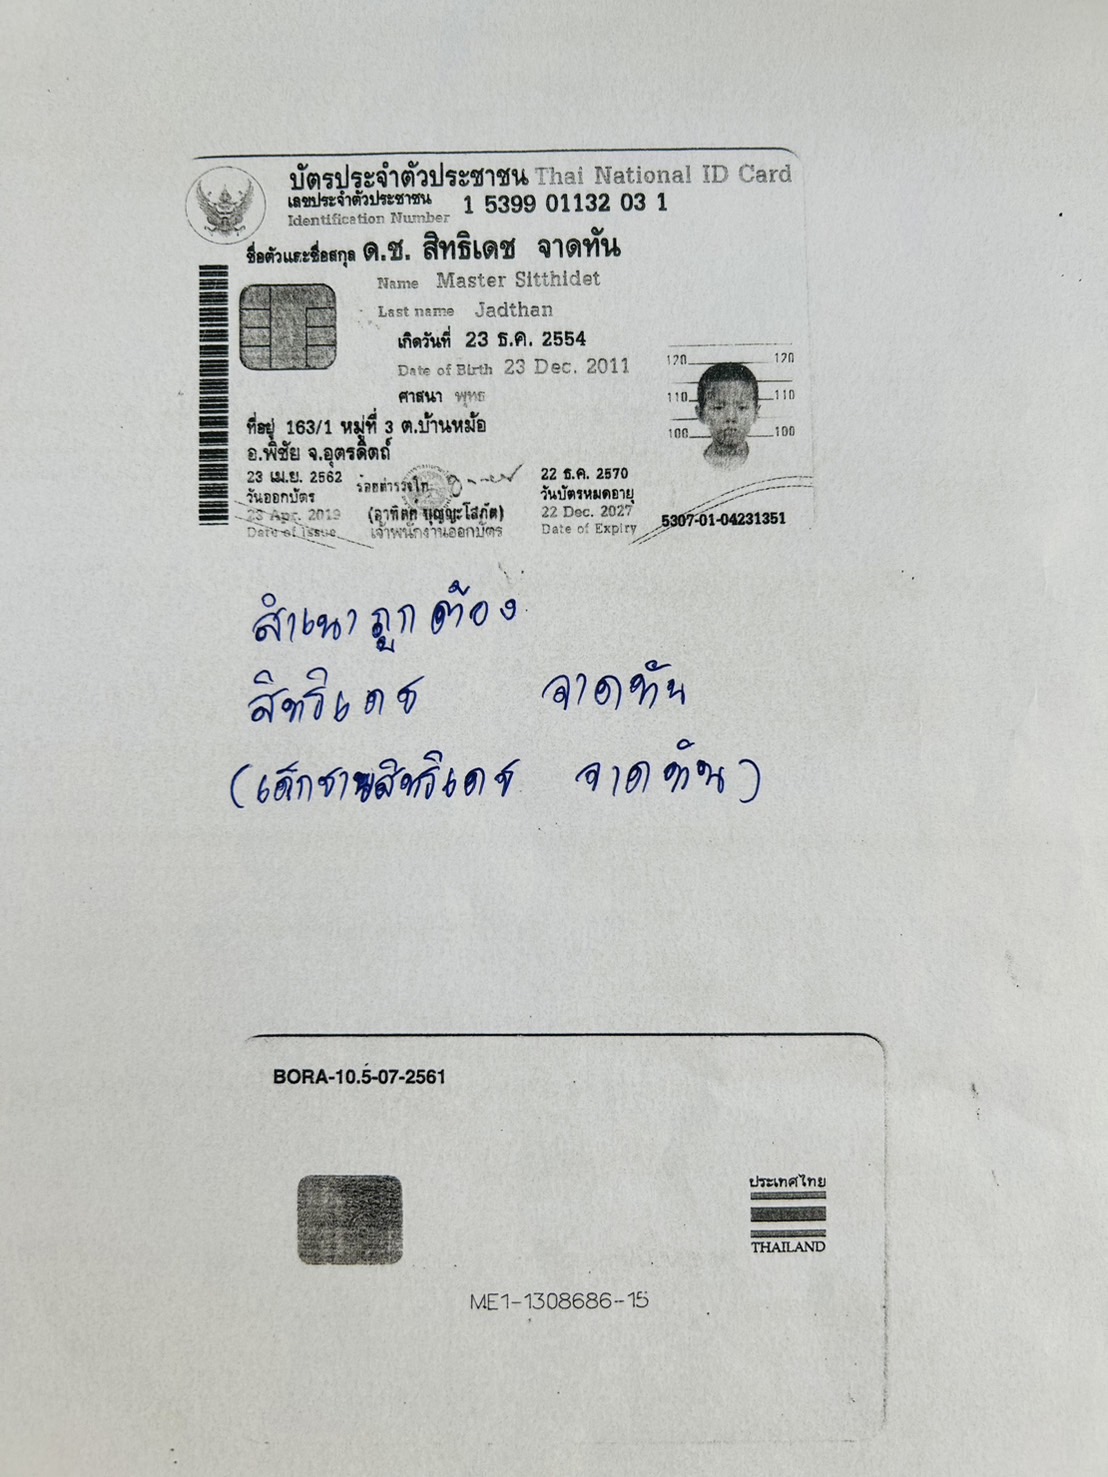 บัตรประจำตัวประชาชน Thai National ID Card
เลขประจำตัวประชาชน 1 5399 01132 03 1
Identification Number
ชื่อตัวและชื่อสกุล ด.ช. สิทธิเดช จาดทัน
Name Master Sitthidet
Last name Jadthan
เกิดวันที่ 23 ธ.ค. 2554
Date of Birth 23 Dec. 2011
ศาสนา พุทธ
120 120
110 110
100 100
ที่อยู่ 163/1 หมู่ที่ 3 ต.บ้านหม้อ
อ.พิชัย จ.อุตรดิตถ์
23 เม.ย. 2562
วันออกบัตร
23 Apr. 2019
Date of Issue
ร้อยตำรวจโท
(อาทิตย์ บุญญะโสภัต)
เจ้าพนักงานออกบัตร
22 ธ.ค. 2570
วันบัตรหมดอายุ
22 Dec. 2027
Date of Expiry
5307-01-04231351
สำเนาถูกต้อง
สิทธิเดช จาดทัน
(เด็กชายสิทธิเดช จาดทัน)
BORA-10.5-07-2561
ประเทศไทย
THAILAND
ME1-1308686-15